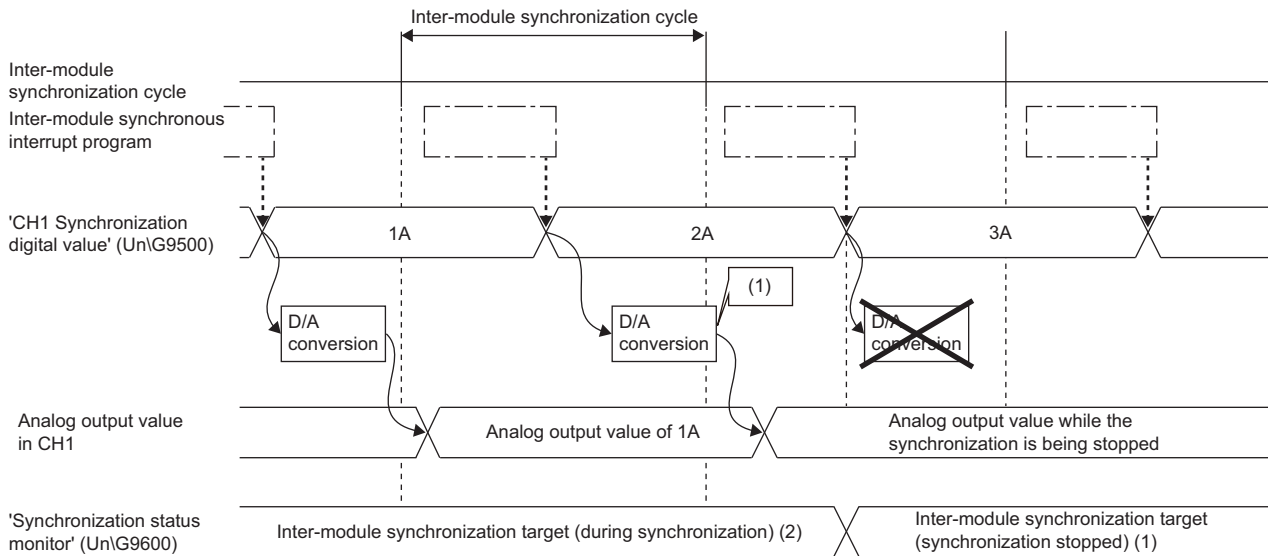 Inter-module synchronization cycle
Inter-module
synchronization cycle
Inter-module synchronous
interrupt program
'CH1 Synchronization
digital value' (Un\G9500)
1A
2A
3A
(1)
D/A
conversion
D/A
conversion
D/A
conversion
Analog output value
in CH1
Analog output value of 1A
Analog output value while the
synchronization is being stopped
'Synchronization status
monitor' (Un\G9600)
Inter-module synchronization target (during synchronization) (2)
Inter-module synchronization target
(synchronization stopped) (1)